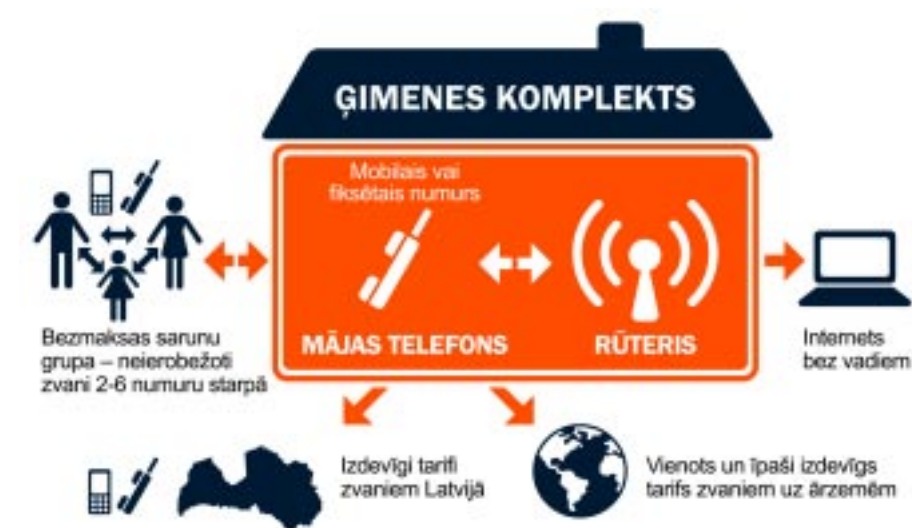 ĢIMENES KOMPLEKTS
Mobilais vai
fiksētais numurs
MĀJAS TELEFONS
RŪTERIS
Bezmaksas sarunu
grupa – neierobežoti
zvani 2-6 numuru starpā
Internets
bez vadiem
Izdevīgi tarifi
zvaniem Latvijā
Vienots un īpaši izdevīgs
tarifs zvaniem uz ārzemēm